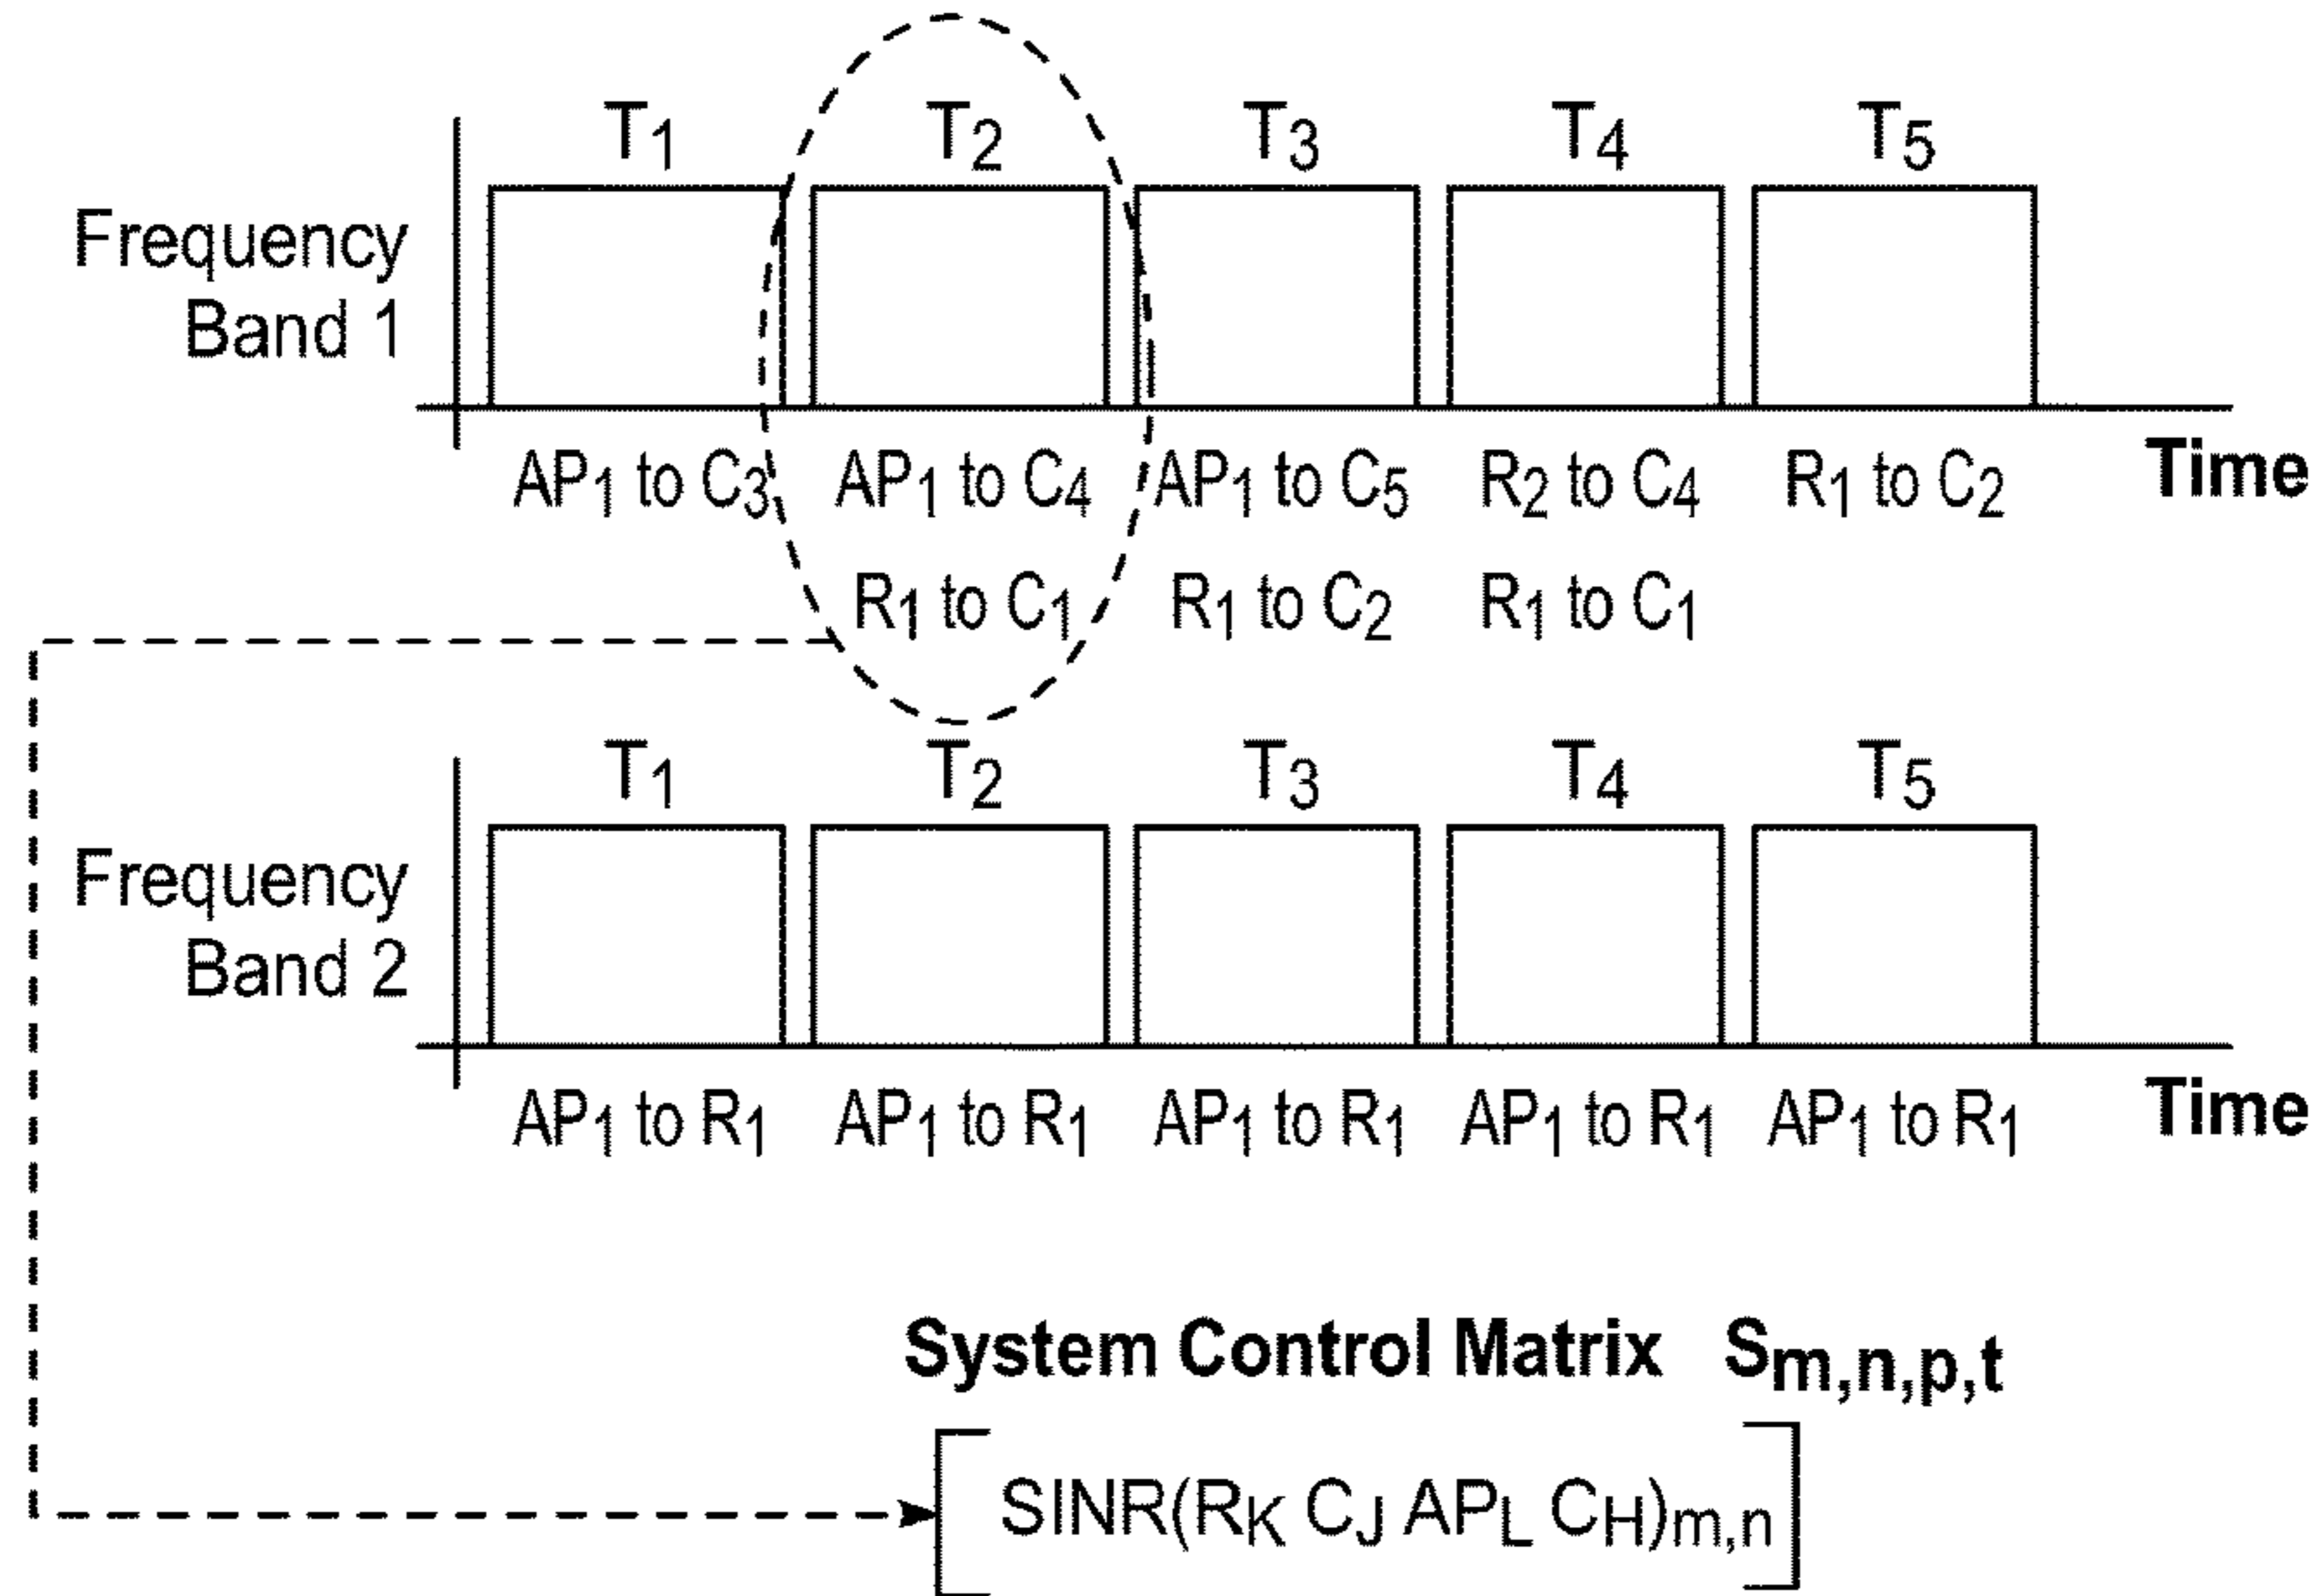 T1 T2 T3 T4 T5
Frequency
Band 1
AP1 to C3 AP1 to C4 AP1 to C5 R2 to C4 R1 to C2 Time
R1 to C1 R1 to C2 R1 to C1
T1 T2 T3 T4 T5
Frequency
Band 2
AP1 to R1 AP1 to R1 AP1 to R1 AP1 to R1 AP1 to R1 Time
System Control Matrix Sm,n,p,t
SINR(RK CJ APL CH)m,n